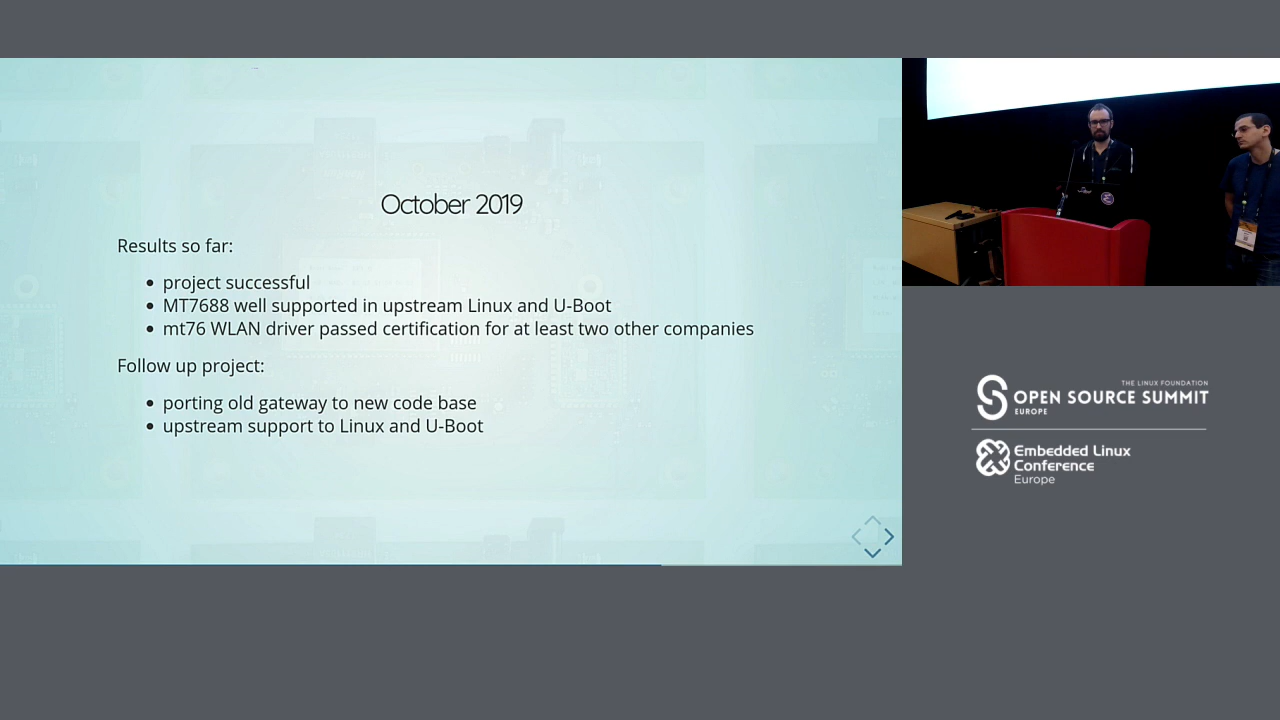 October 2019
Results so far:
project successful
MT7688 well supported in upstream Linux and U-Boot
mt76 WLAN driver passed certification for at least two other companies
Follow up project:
porting old gateway to new code base
upstream support to Linux and U-Boot
THE LINUX FOUNDATION
OPEN SOURCE SUMMIT
EUROPE
Embedded Linux
Conference
Europe